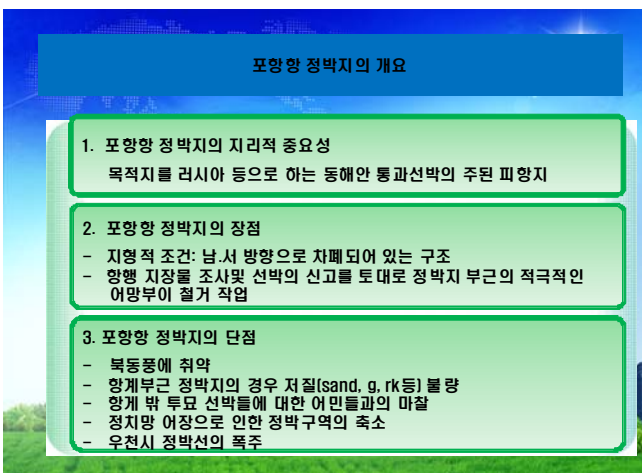 포항항 정박지의 개요
1. 포항항 정박지의 지리적 중요성
목적지를 러시아 등으로 하는 동해안 통과선박의 주된 피항지
2. 포항항 정박지의 장점
- 지형적 조건: 남.서 방향으로 차폐되어 있는 구조
- 항행 지장물 조사및 선박의 신고를 토대로 정박지 부근의 적극적인
어망부이 철거 작업
3. 포항항 정박지의 단점
- 북동풍에 취약
- 항계부근 정박지의 경우 저질(sand, g, rk등) 불량
- 항게 밖 투묘 선박들에 대한 어민들과의 마찰
- 정치망 어장으로 인한 정박구역의 축소
- 우천시 정박선의 폭주